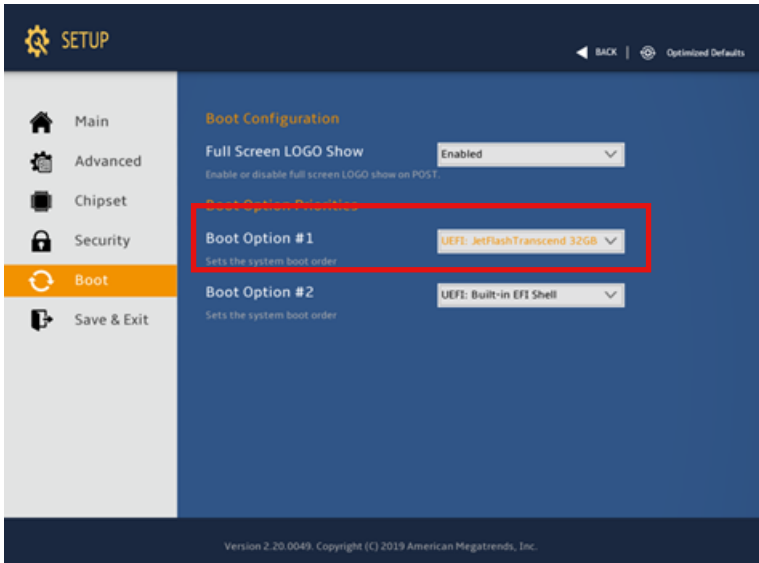 SETUP
BACK | Optimized Defaults
Main
Advanced
Chipset
Security
Boot
Save & Exit
Boot Configuration
Full Screen LOGO Show
Enabled
Enable or disable full screen LOGO show on POST.
Boot Option Priorities
Boot Option #1
UEFI: JetFlashTranscend 32GB
Sets the system boot order
Boot Option #2
UEFI: Built-in EFI Shell
Sets the system boot order
Version 2.20.0049. Copyright (C) 2019 American Megatrends, Inc.